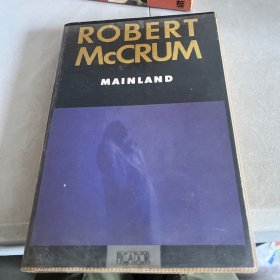 ROBERT
McCRUM
MAINLAND
PICADOR